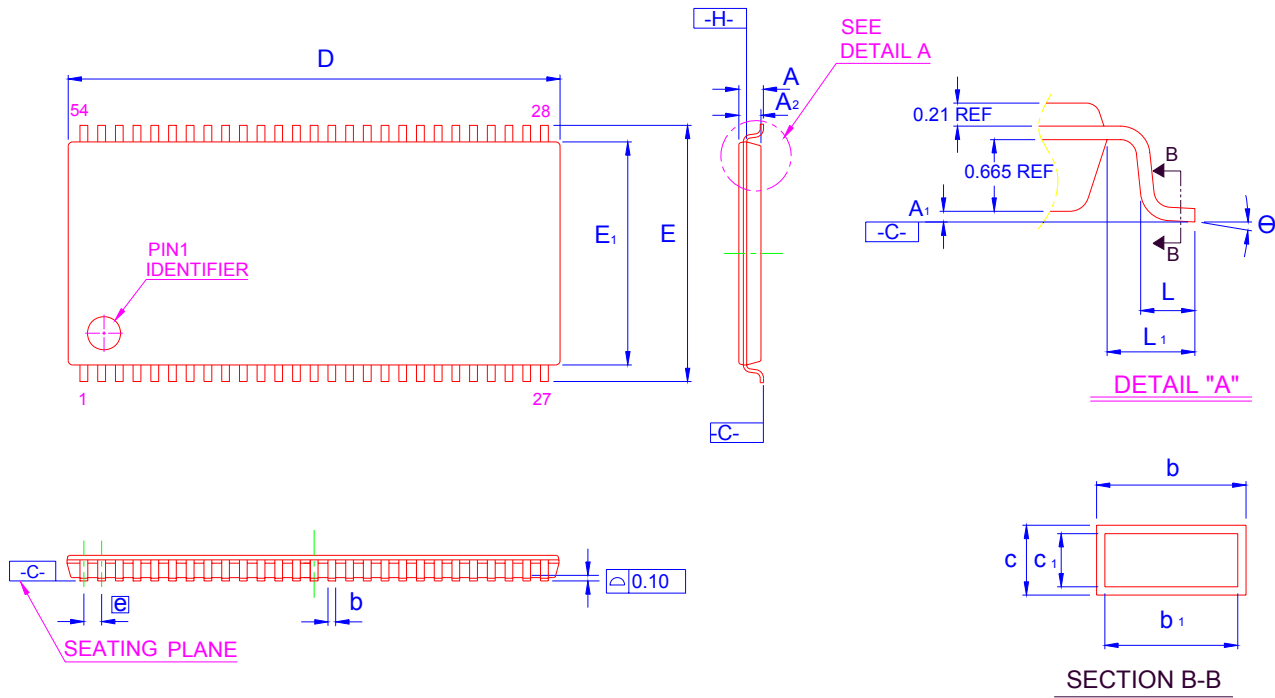 -H-
SEE
DETAIL A
D
A
A2
54
28
0.21 REF
B
0.665 REF
E1
E
A1
-C-
θ
B
PIN1
IDENTIFIER
L
L1
1
27
DETAIL "A"
-C-
b
-C-
0.10
c
c1
e
b
b1
SEATING PLANE
SECTION B-B